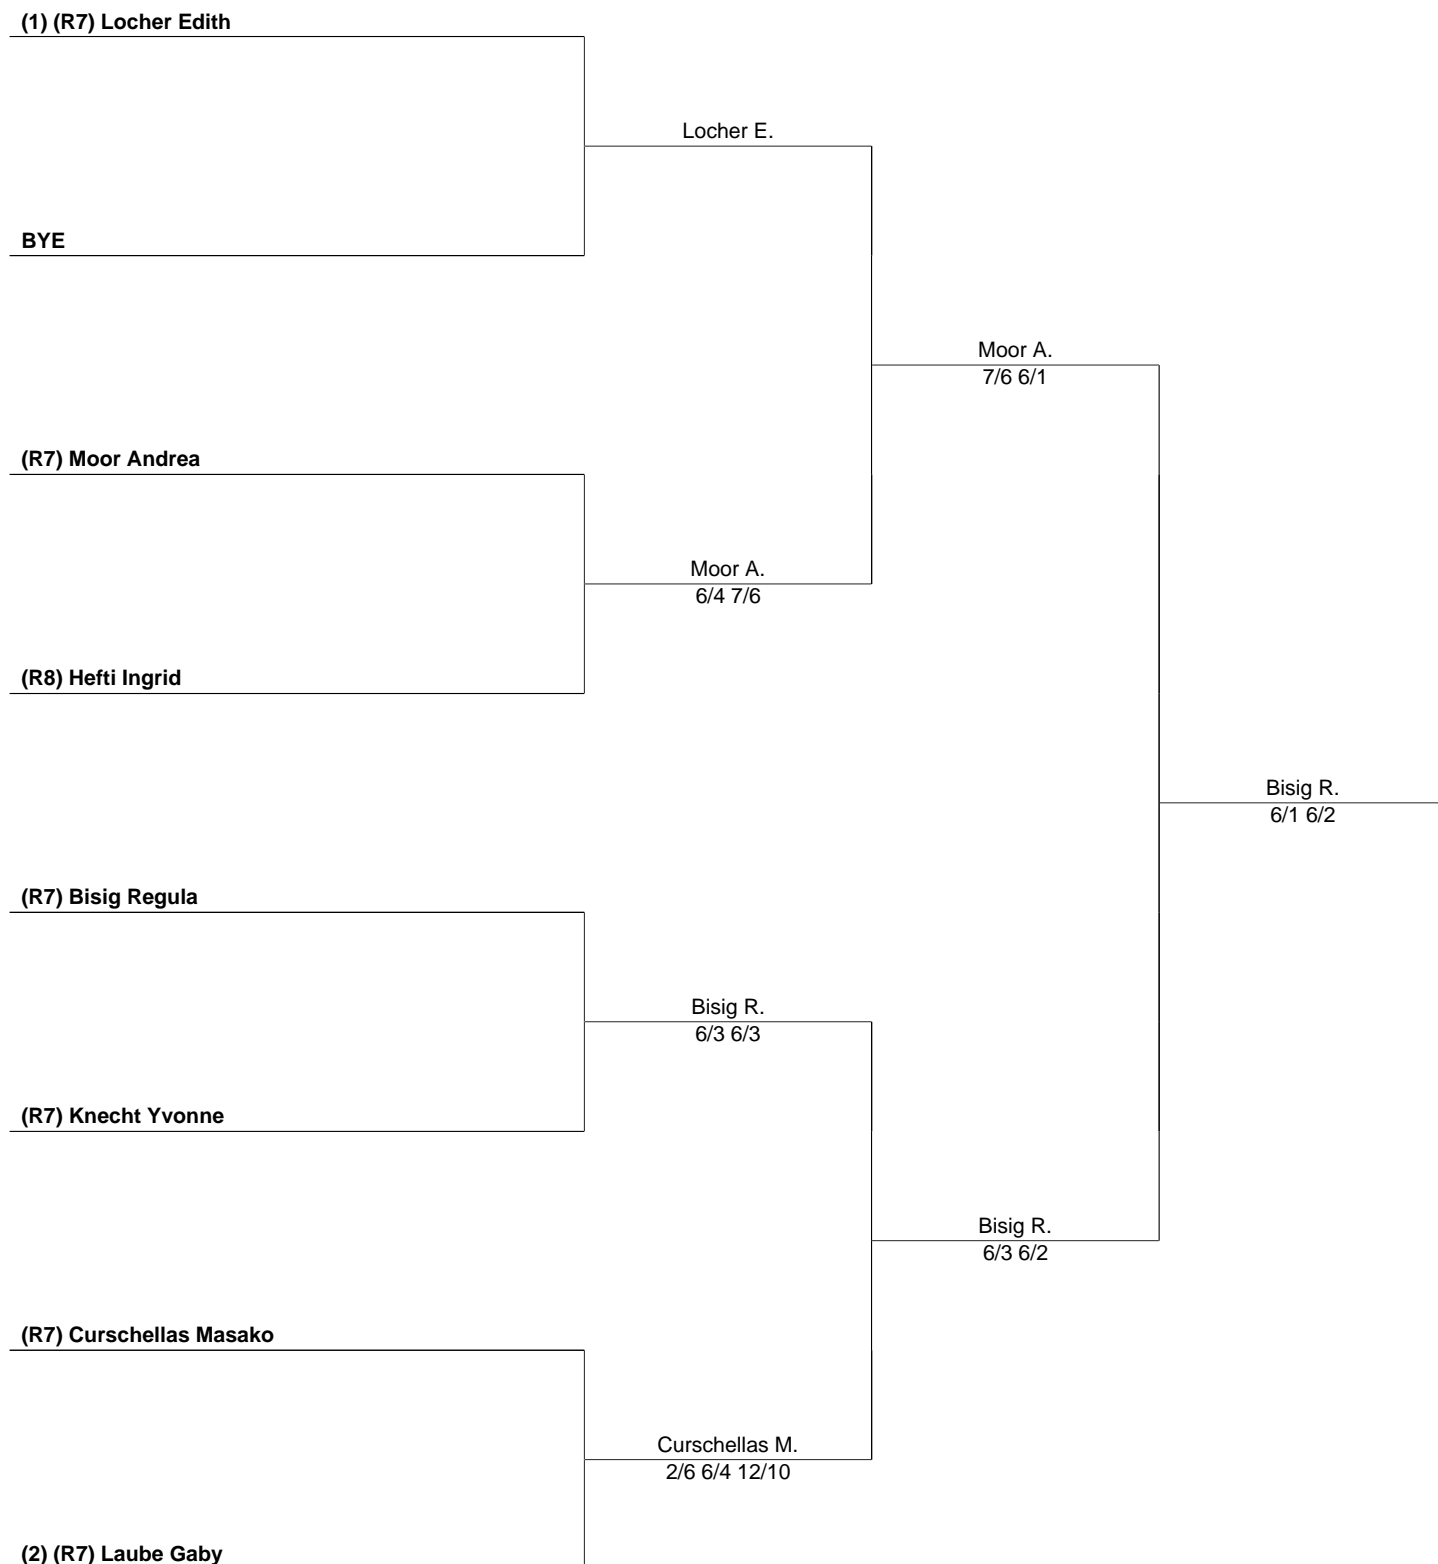 (1) (R7) Locher Edith
Locher E.
BYE
Moor A.
7/6 6/1
(R7) Moor Andrea
Moor A.
6/4 7/6
(R8) Hefti Ingrid
Bisig R.
6/1 6/2
(R7) Bisig Regula
Bisig R.
6/3 6/3
(R7) Knecht Yvonne
Bisig R.
6/3 6/2
(R7) Curschellas Masako
Curschellas M.
2/6 6/4 12/10
(2) (R7) Laube Gaby